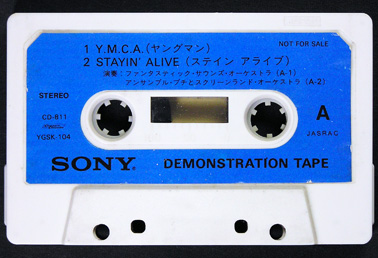 1 Y.M.C.A.(ヤングマン) NOT FOR SALE
2 STAYIN' ALIVE (ステイン アライブ)
演奏:ファンタスティック・サウンズ・オーケストラ (A-1)
アンサンブル・プチとスクリーンランド・オーケストラ (A-2)
STEREO
CD-811
YGSK 104
A
JASRAC
SONY® DEMONSTRATION TAPE